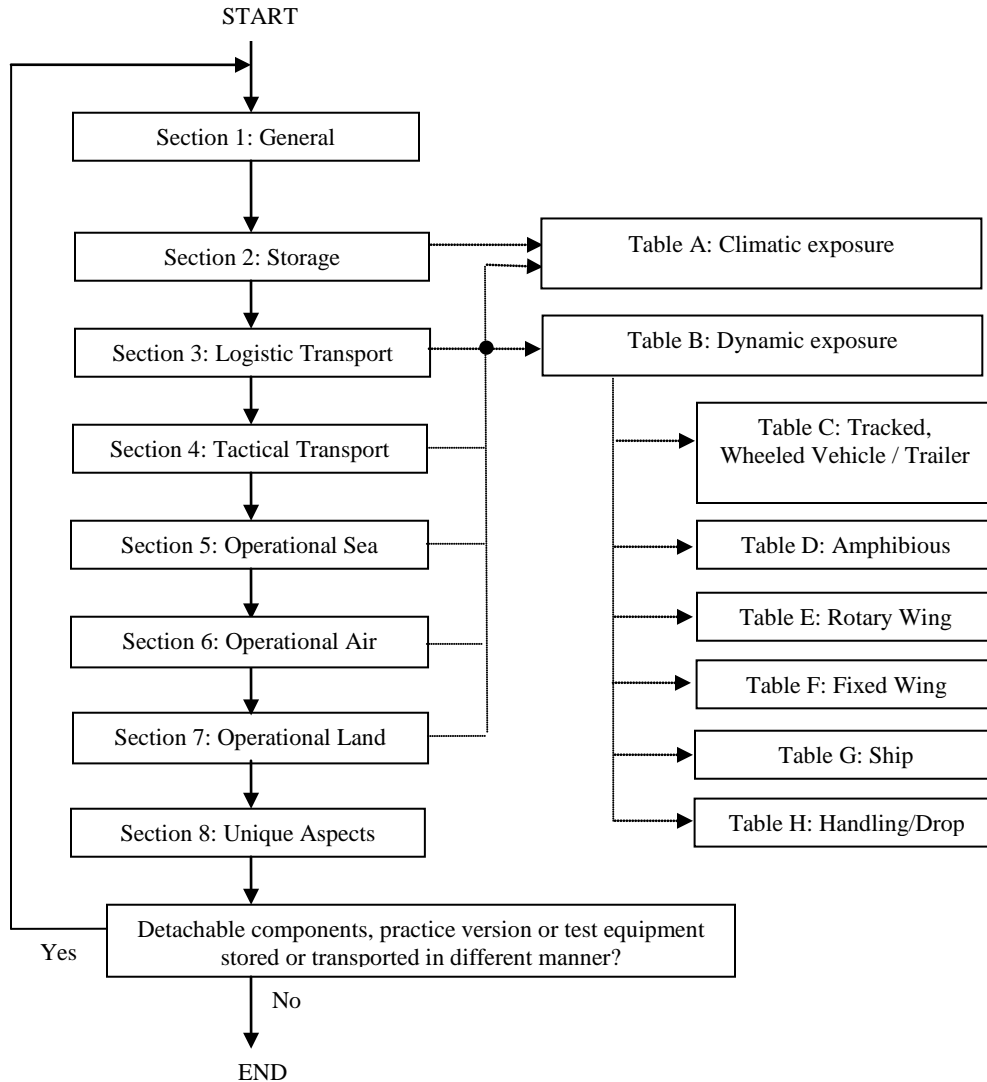 START
Section 1: General
Section 2: Storage
Section 3: Logistic Transport
Section 4: Tactical Transport
Section 5: Operational Sea
Section 6: Operational Air
Section 7: Operational Land
Section 8: Unique Aspects
Detachable components, practice version or test equipment
stored or transported in different manner?
Yes
No
END
Table A: Climatic exposure
Table B: Dynamic exposure
Table C: Tracked,
Wheeled Vehicle / Trailer
Table D: Amphibious
Table E: Rotary Wing
Table F: Fixed Wing
Table G: Ship
Table H: Handling/Drop